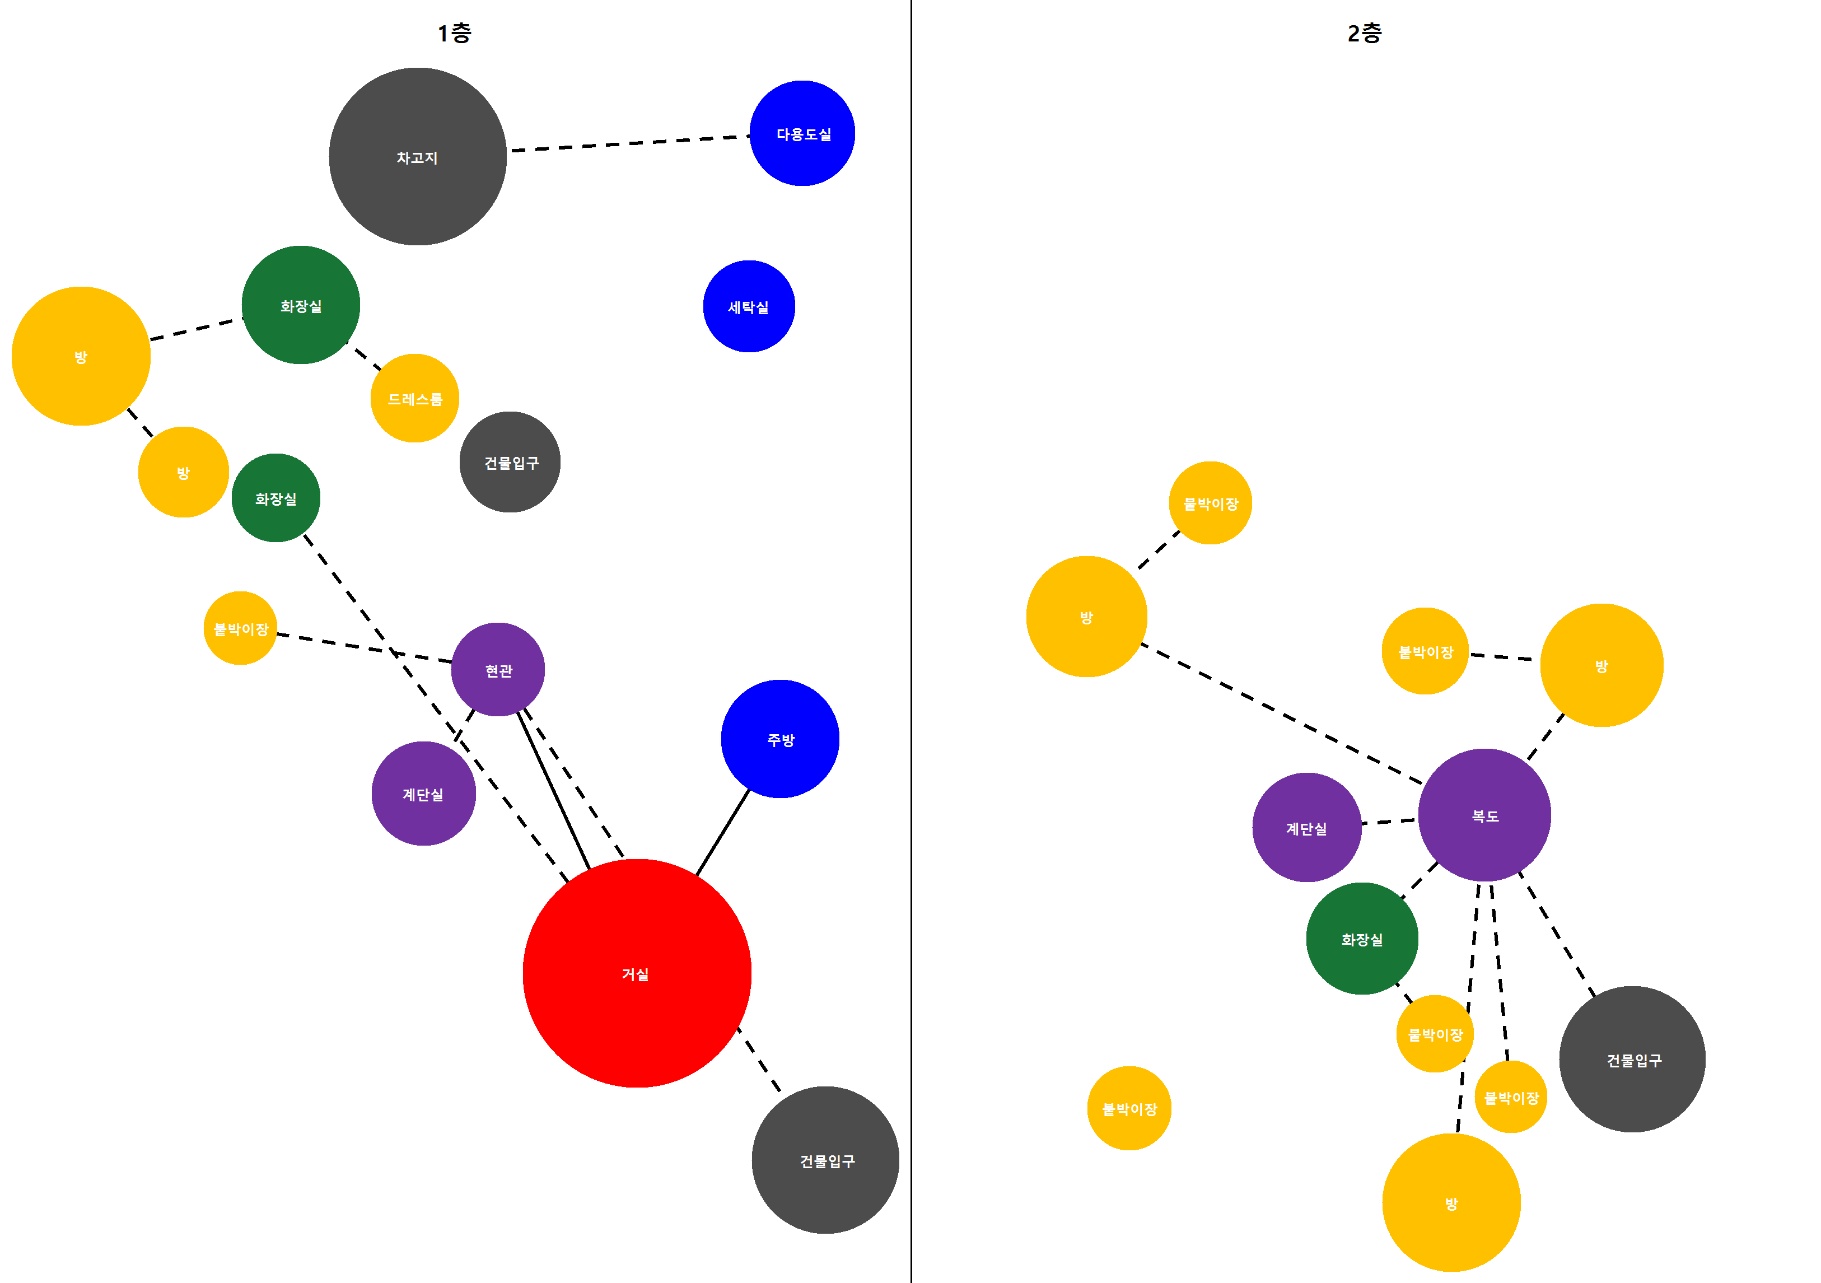 1층
차고지
다용도실
화장실
세탁실
방
드레스룸
건물입구
방
화장실
붙박이장
현관
주방
계단실
거실
건물입구
2층
붙박이장
방
붙박이장
방
복도
계단실
화장실
붙박이장
건물입구
붙박이장
붙박이장
방